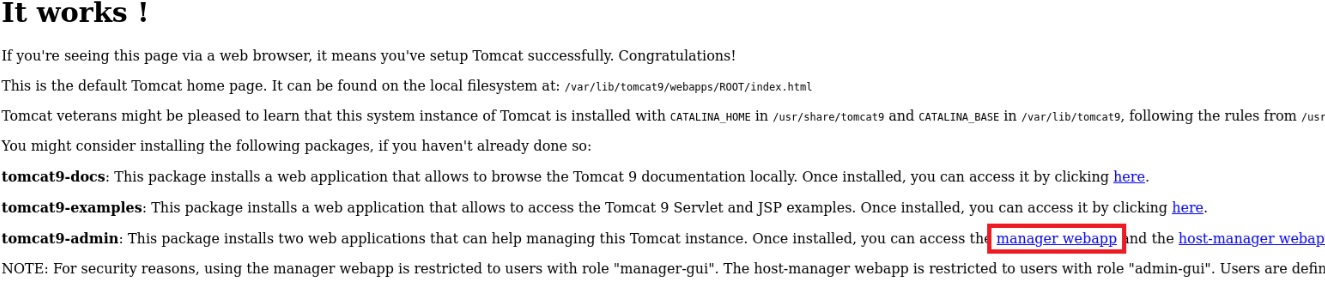 It works !
If you're seeing this page via a web browser, it means you've setup Tomcat successfully. Congratulations!
This is the default Tomcat home page. It can be found on the local filesystem at: /var/lib/tomcat9/webapps/ROOT/index.html
Tomcat veterans might be pleased to learn that this system instance of Tomcat is installed with CATALINA_HOME in /usr/share/tomcat9 and CATALINA_BASE in /var/lib/tomcat9, following the rules from /usr
You might consider installing the following packages, if you haven't already done so:
tomcat9-docs: This package installs a web application that allows to browse the Tomcat 9 documentation locally. Once installed, you can access it by clicking here.
tomcat9-examples: This package installs a web application that allows to access the Tomcat 9 Servlet and JSP examples. Once installed, you can access it by clicking here.
tomcat9-admin: This package installs two web applications that can help managing this Tomcat instance. Once installed, you can access the manager webapp and the host-manager webap
NOTE: For security reasons, using the manager webapp is restricted to users with role "manager-gui". The host-manager webapp is restricted to users with role "admin-gui". Users are defin